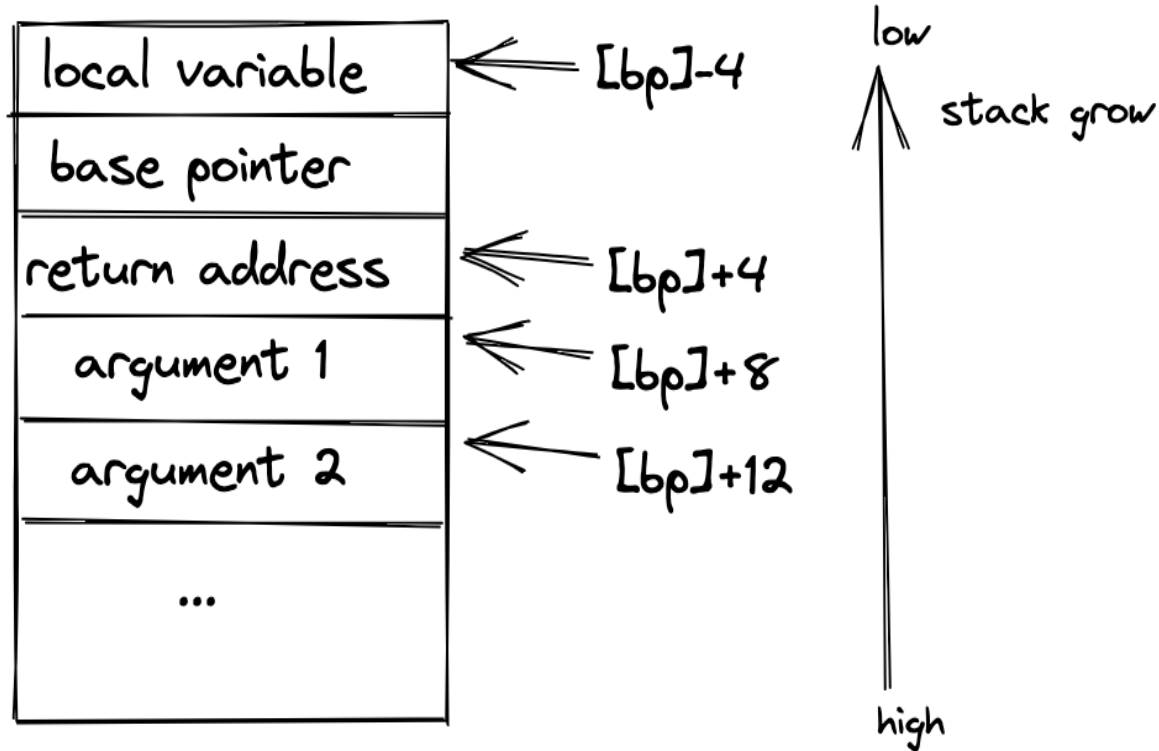 low
local variable
[bp]-4
stack grow
base pointer
return address
[bp]+4
argument 1
[bp]+8
argument 2
[bp]+12
...
high